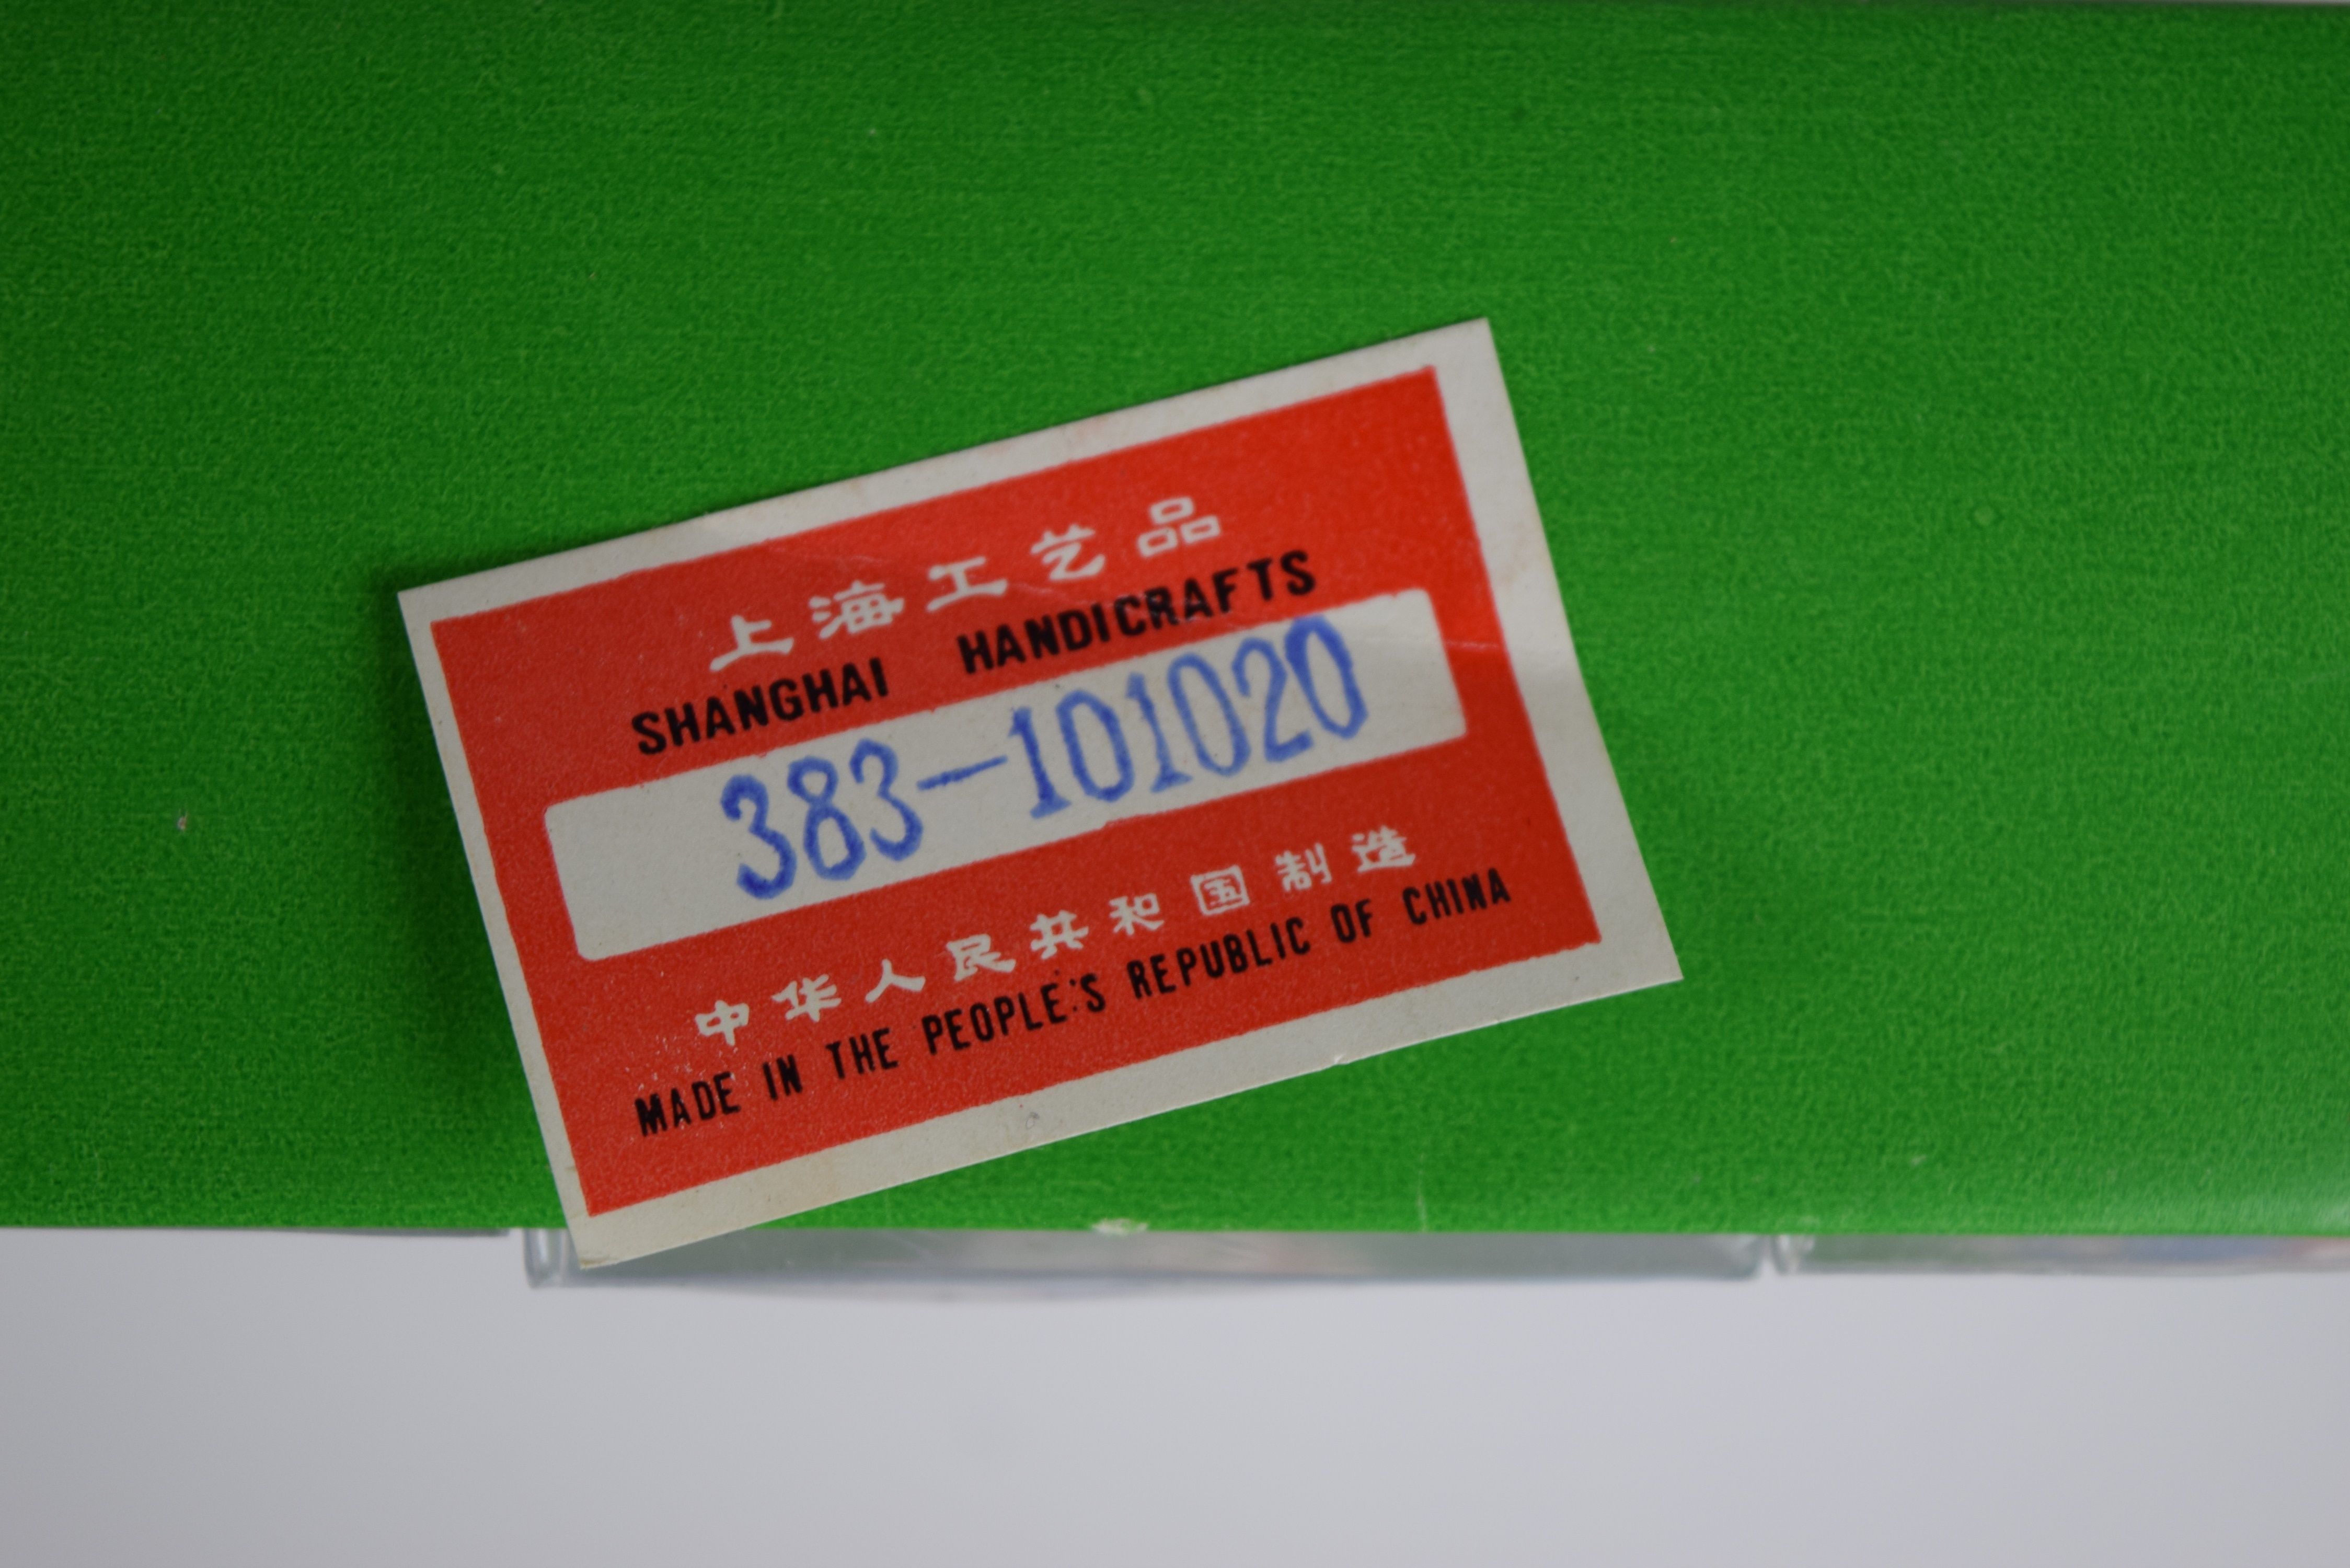 上海工艺品
SHANGHAI HANDICRAFTS
383-101020
中华人民共和国制造
MADE IN THE PEOPLE'S REPUBLIC OF CHINA